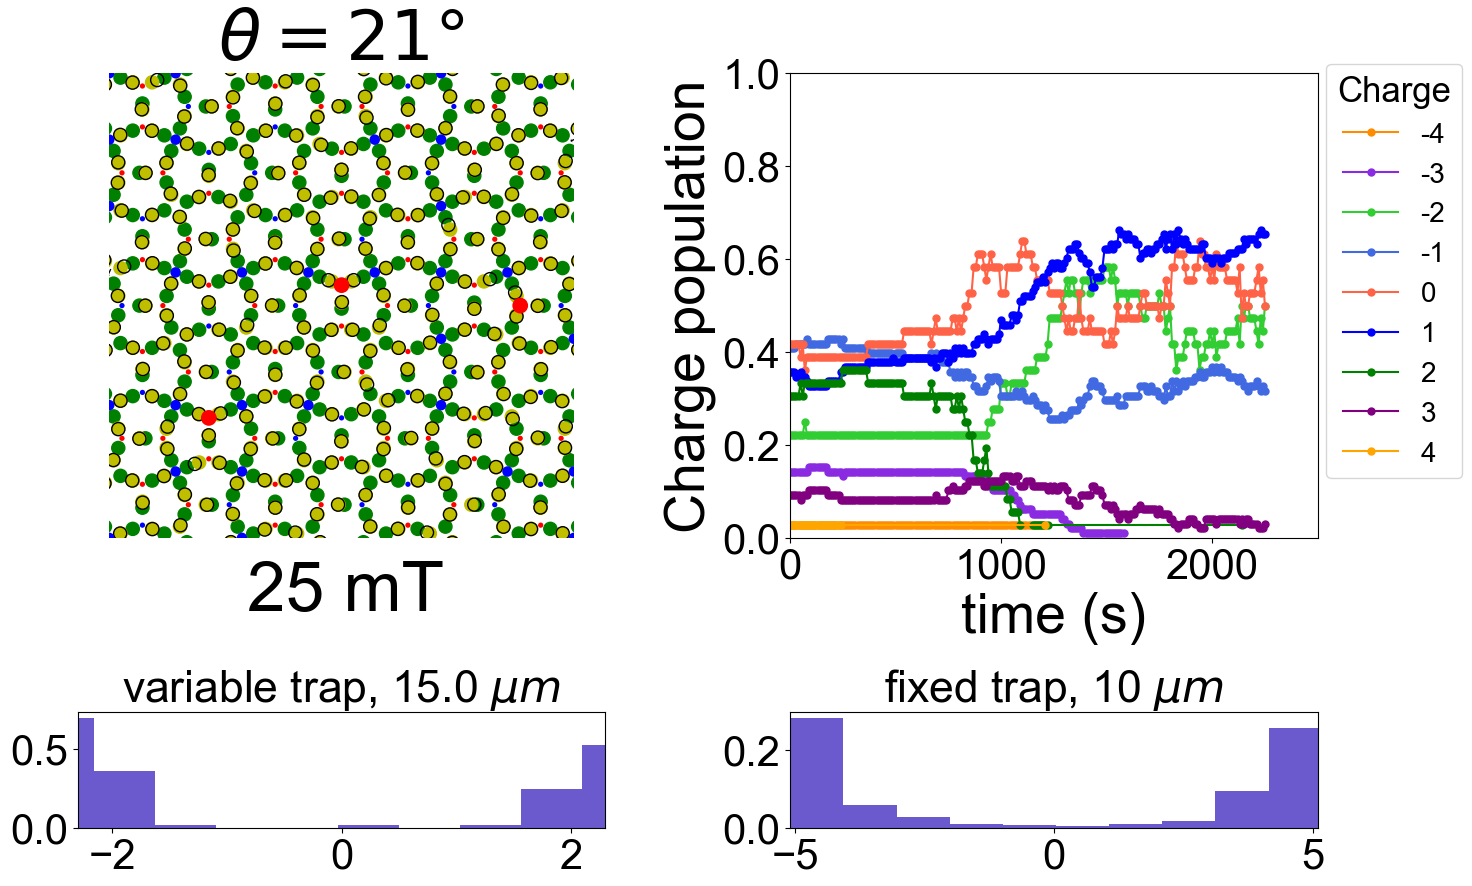 θ = 21°
25 mT
Charge population
1.0
0.8
0.6
0.4
0.2
0.0
0 1000 2000
time (s)
Charge
-4
-3
-2
-1
0
1
2
3
4
variable trap, 15.0 μm
0.5
0.0
−2 0 2
fixed trap, 10 μm
0.2
0.0
−5 0 5